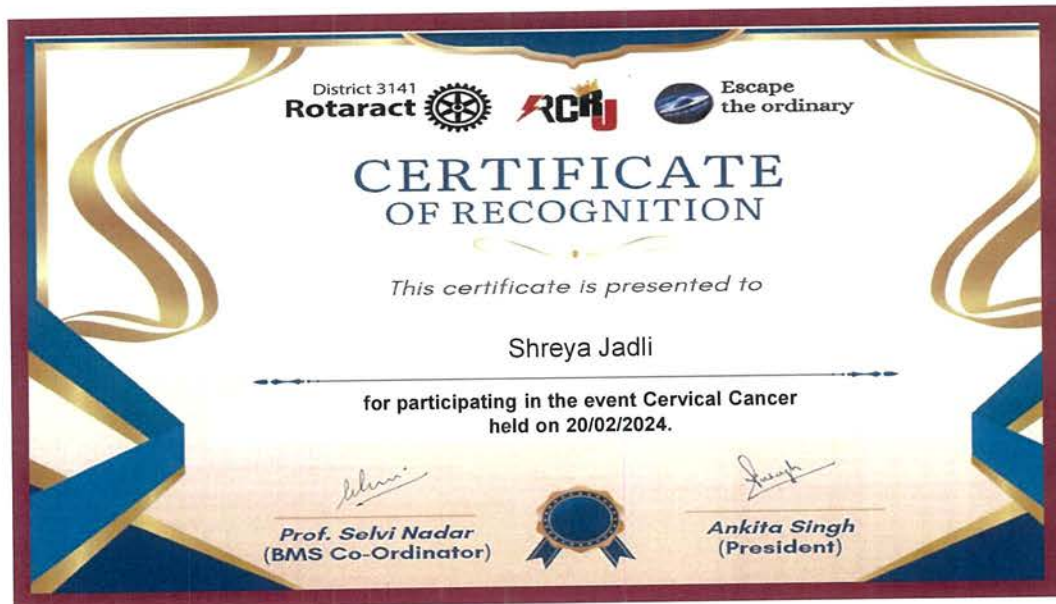 District 3141
Rotaract
RCRJ
Escape
the ordinary
CERTIFICATE
OF RECOGNITION
This certificate is presented to
Shreya Jadli
for participating in the event Cervical Cancer
held on 20/02/2024.
Prof. Selvi Nadar
(BMS Co-Ordinator)
Ankita Singh
(President)